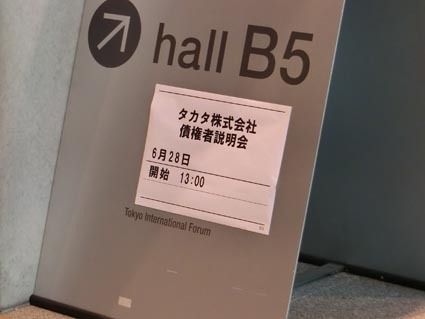 hall B5
タカタ株式会社
債権者説明会
6月28日
開始 13:00
Tokyo International Forum